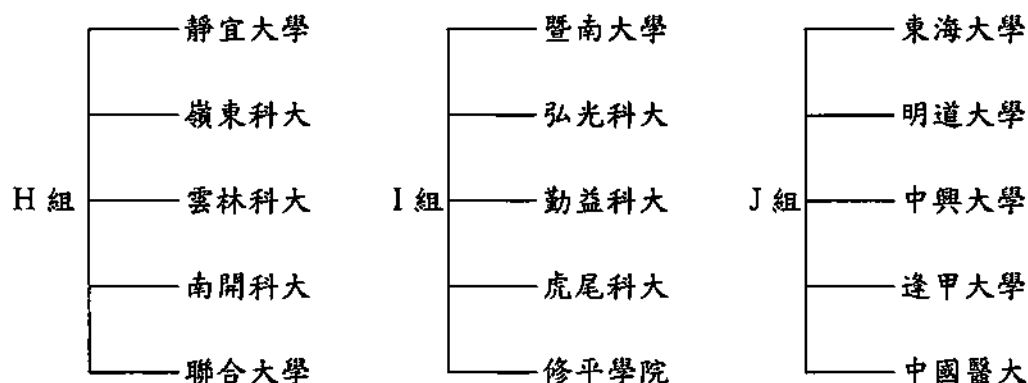 靜宜大學 暨南大學 東海大學
嶺東科大 弘光科大 明道大學
H組 雲林科大 I組 勤益科大 J組 中興大學
南開科大 虎尾科大 逢甲大學
聯合大學 修平學院 中國醫大